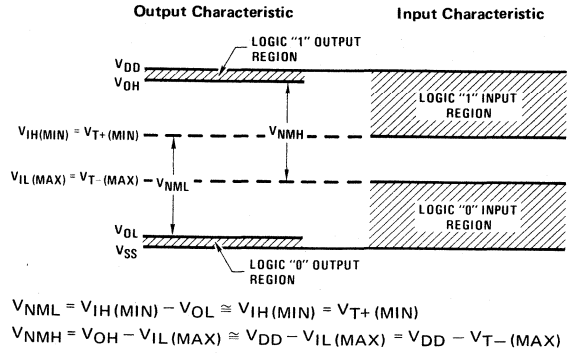 Output Characteristic
Input Characteristic
LOGIC "1" OUTPUT
REGION
VDD
VOH
LOGIC "1" INPUT
REGION
VIH(MIN) = VT+(MIN)
VNMH
VIL(MAX) = VT–(MAX)
VNML
LOGIC "0" INPUT
REGION
VOL
VSS
LOGIC "0" OUTPUT
REGION
VNML = VIH(MIN) – VOL ≅ VIH(MIN) = VT+(MIN)
VNMH = VOH – VIL(MAX) ≅ VDD – VIL(MAX) = VDD – VT–(MAX)